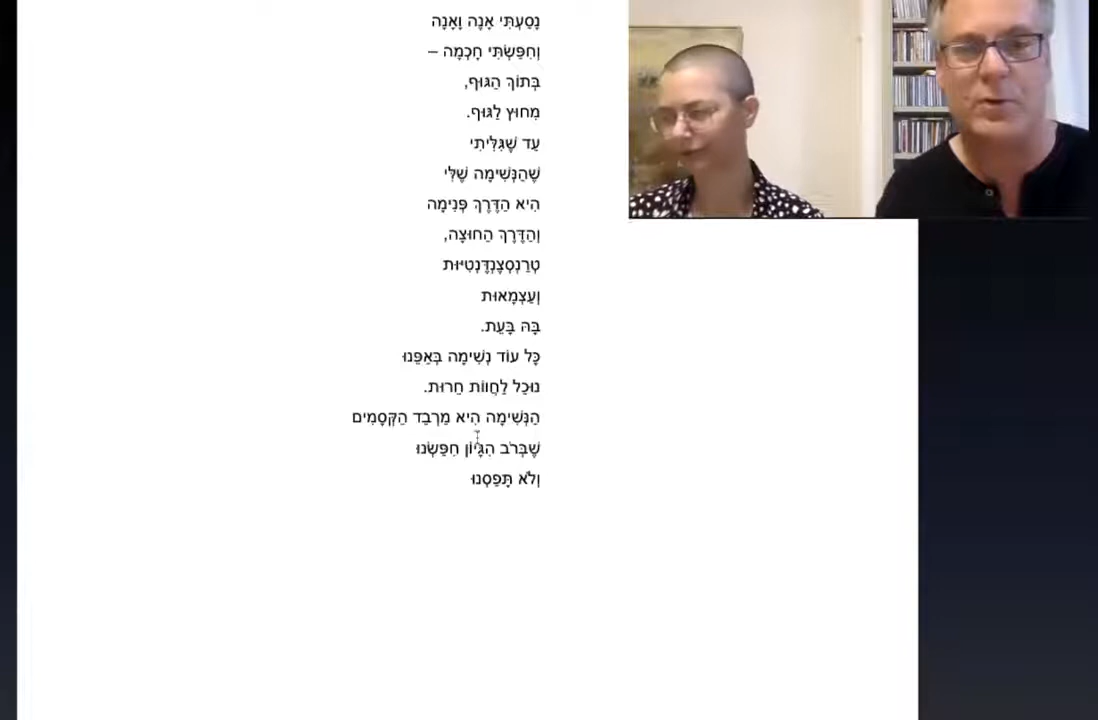 נָסַעְתִּי אָנָה וָאָנָה
וְחִפַּשְׂתִּי חָכְמָה –
בְּתוֹךְ הַגּוּף,
מִחוּץ לַגּוּף.
עַד שֶׁגִּלִּיתִי
שֶׁהַנְּשִׁימָה שֶׁלִּי
הִיא הַדֶּרֶךְ פְּנִימָה
וְהַדֶּרֶךְ הַחוּצָה,
טְרַנְסְצֶנְדֶּנְטִיּוּת
וְעַצְמָאוּת
בָּהּ בָּעֵת.
כָּל עוֹד נְשִׁימָה בְּאַפֵּנוּ
נוּכַל לַחֲווֹת חֵרוּת.
הַנְּשִׁימָה הִיא מַרְבַד הַקְּסָמִים
שֶׁבְּרֹב הִגָּיוֹן חִפַּשְׂנוּ
וְלֹא תָּפַסְנוּ